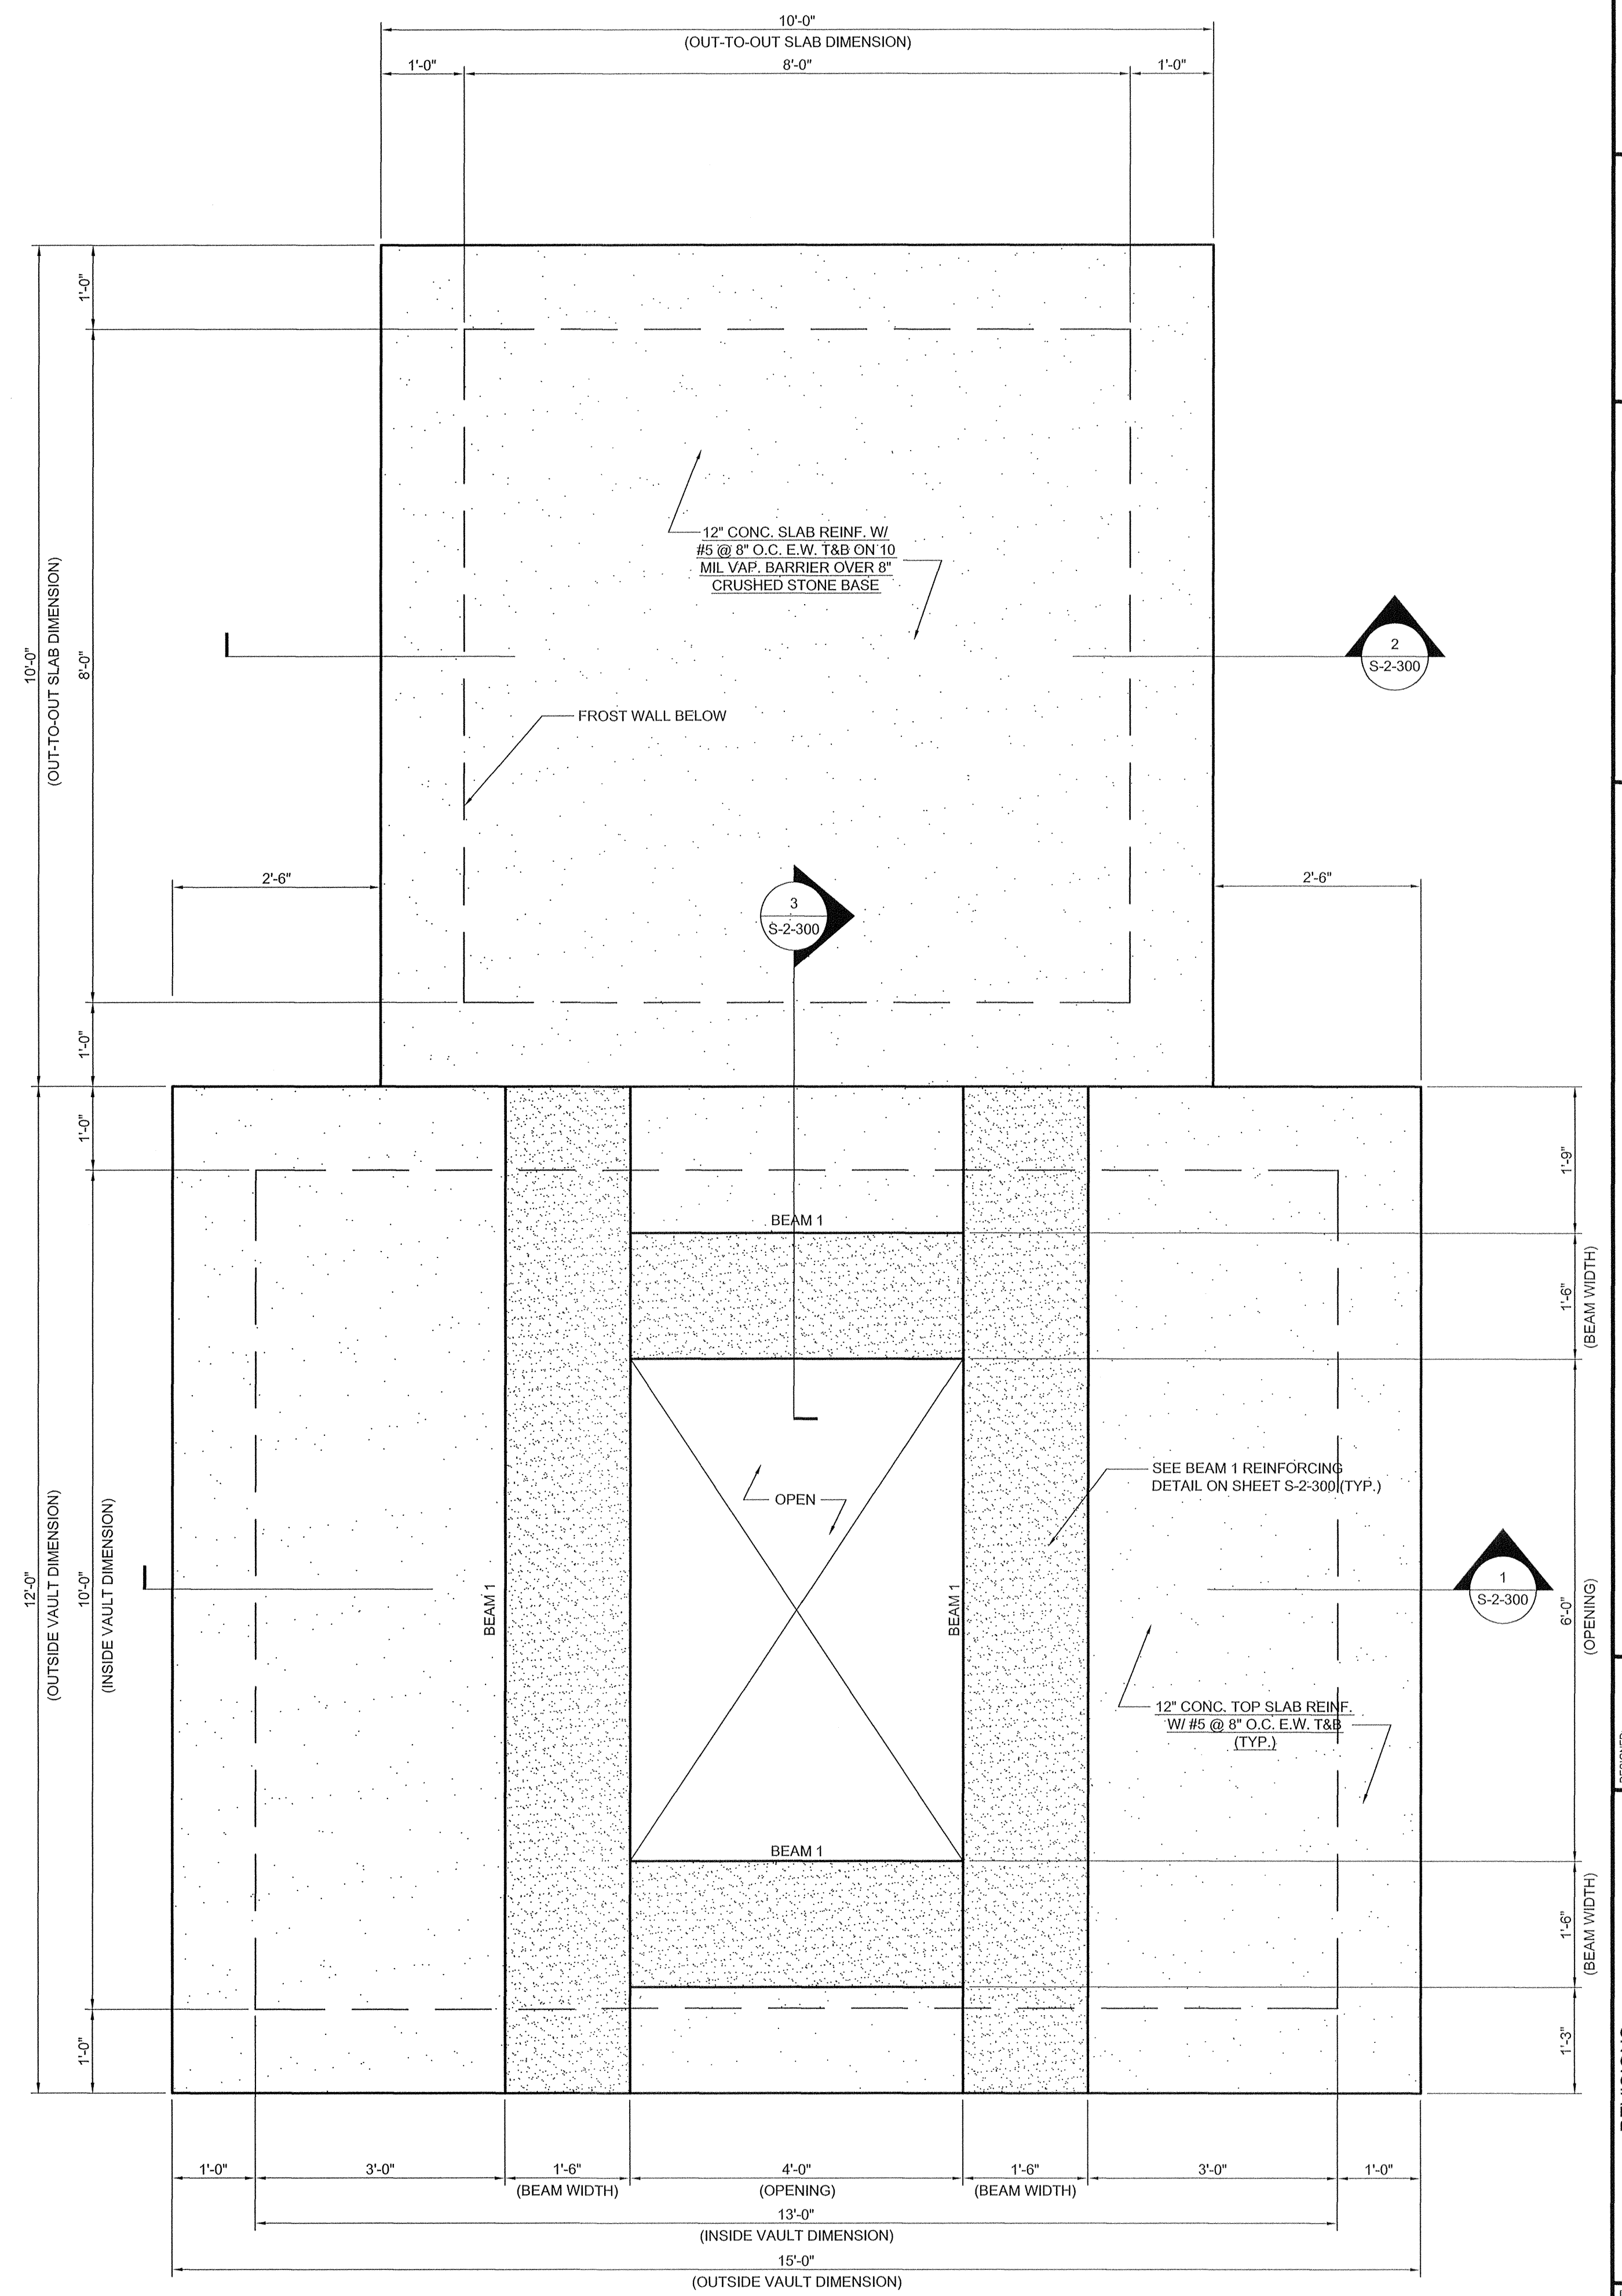 10'-0"
(OUT-TO-OUT SLAB DIMENSION)
1'-0"
8'-0"
1'-0"
1'-0"
10'-0"
(OUT-TO-OUT SLAB DIMENSION)
8'-0"
1'-0"
12" CONC. SLAB REINF. W/
#5 @ 8" O.C. E.W. T&B ON 10
MIL VAP. BARRIER OVER 8"
CRUSHED STONE BASE
2
S-2-300
FROST WALL BELOW
2'-6"
2'-6"
3
S-2-300
1'-0"
12'-0"
(OUTSIDE VAULT DIMENSION)
10'-0"
(INSIDE VAULT DIMENSION)
1'-0"
BEAM 1
BEAM 1
BEAM 1
BEAM 1
OPEN
SEE BEAM 1 REINFORCING
DETAIL ON SHEET S-2-300 (TYP.)
1
S-2-300
12" CONC. TOP SLAB REINF.
W/ #5 @ 8" O.C. E.W. T&B
(TYP.)
1'-9"
1'-6"
(BEAM WIDTH)
6'-0"
(OPENING)
1'-6"
(BEAM WIDTH)
1'-3"
1'-0"
3'-0"
1'-6"
(BEAM WIDTH)
4'-0"
(OPENING)
1'-6"
(BEAM WIDTH)
3'-0"
1'-0"
13'-0"
(INSIDE VAULT DIMENSION)
15'-0"
(OUTSIDE VAULT DIMENSION)